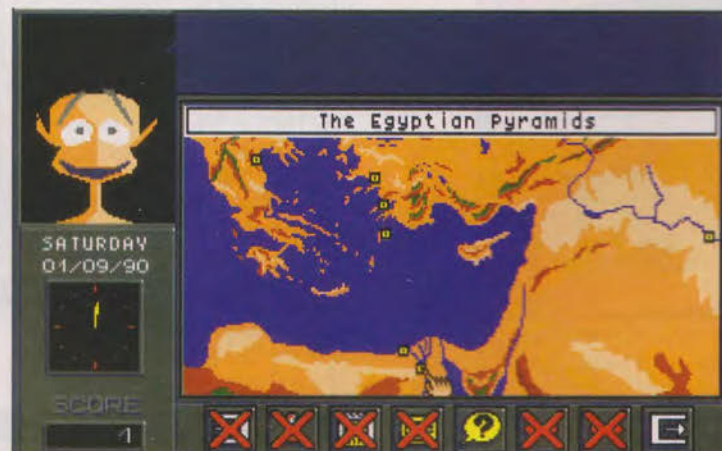 The Egyptian Pyramids
SATURDAY
01/09/90
SCORE
1